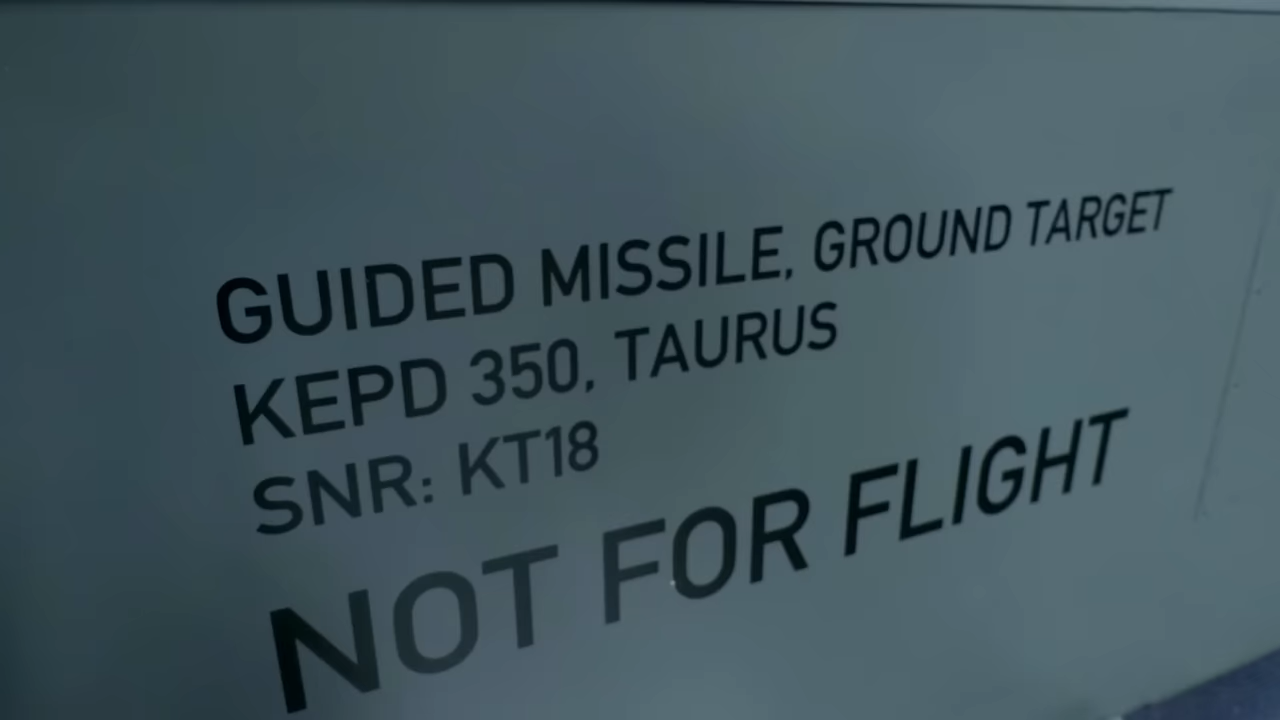 GUIDED MISSILE, GROUND TARGET
KEPD 350, TAURUS
SNR: KT18
NOT FOR FLIGHT